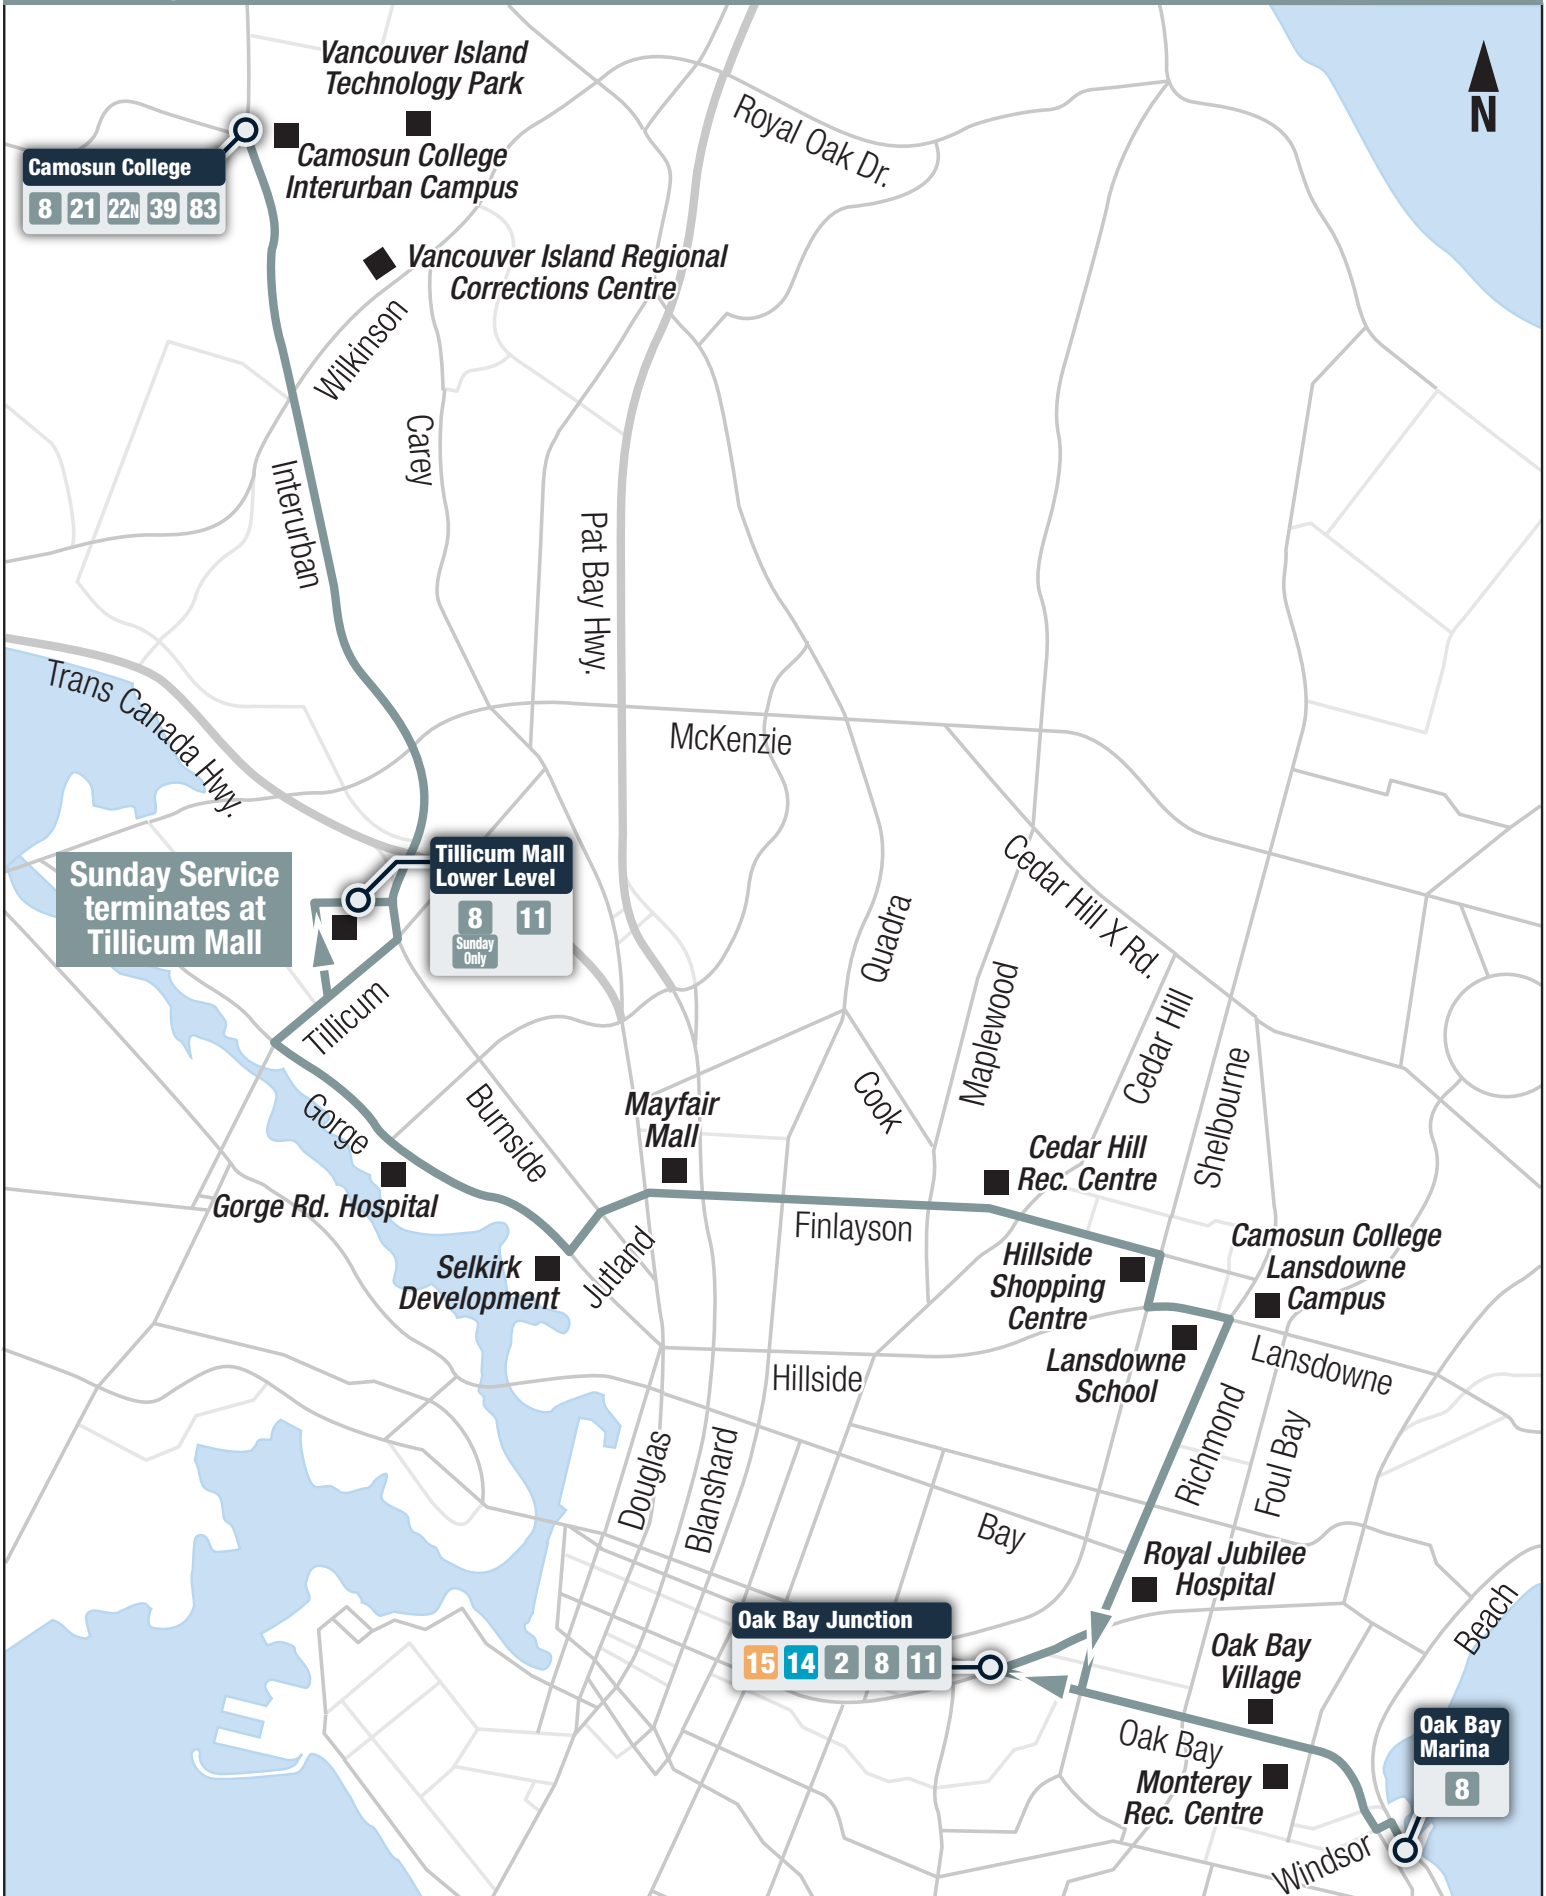 Vancouver Island
Technology Park
N
Royal Oak Dr.
Camosun College
8 21 22N 39 83
Camosun College
Interurban Campus
Vancouver Island Regional
Corrections Centre
Wilkinson
Carey
Interurban
Pat Bay Hwy.
Trans Canada Hwy.
McKenzie
Tillicum Mall
Lower Level
8 11
Sunday
Only
Sunday Service
terminates at
Tillicum Mall
Cedar Hill X Rd.
Quadra
Maplewood
Cedar Hill
Shelbourne
Tillicum
Gorge
Burnside
Cook
Mayfair
Mall
Cedar Hill
Rec. Centre
Gorge Rd. Hospital
Finlayson
Jutland
Selkirk
Development
Hillside
Shopping
Centre
Camosun College
Lansdowne
Campus
Lansdowne
School
Lansdowne
Hillside
Richmond
Foul Bay
Douglas
Blanshard
Bay
Royal Jubilee
Hospital
Beach
Oak Bay Junction
15 14 2 8 11
Oak Bay
Village
Oak Bay
Oak Bay
Marina
8
Monterey
Rec. Centre
Windsor